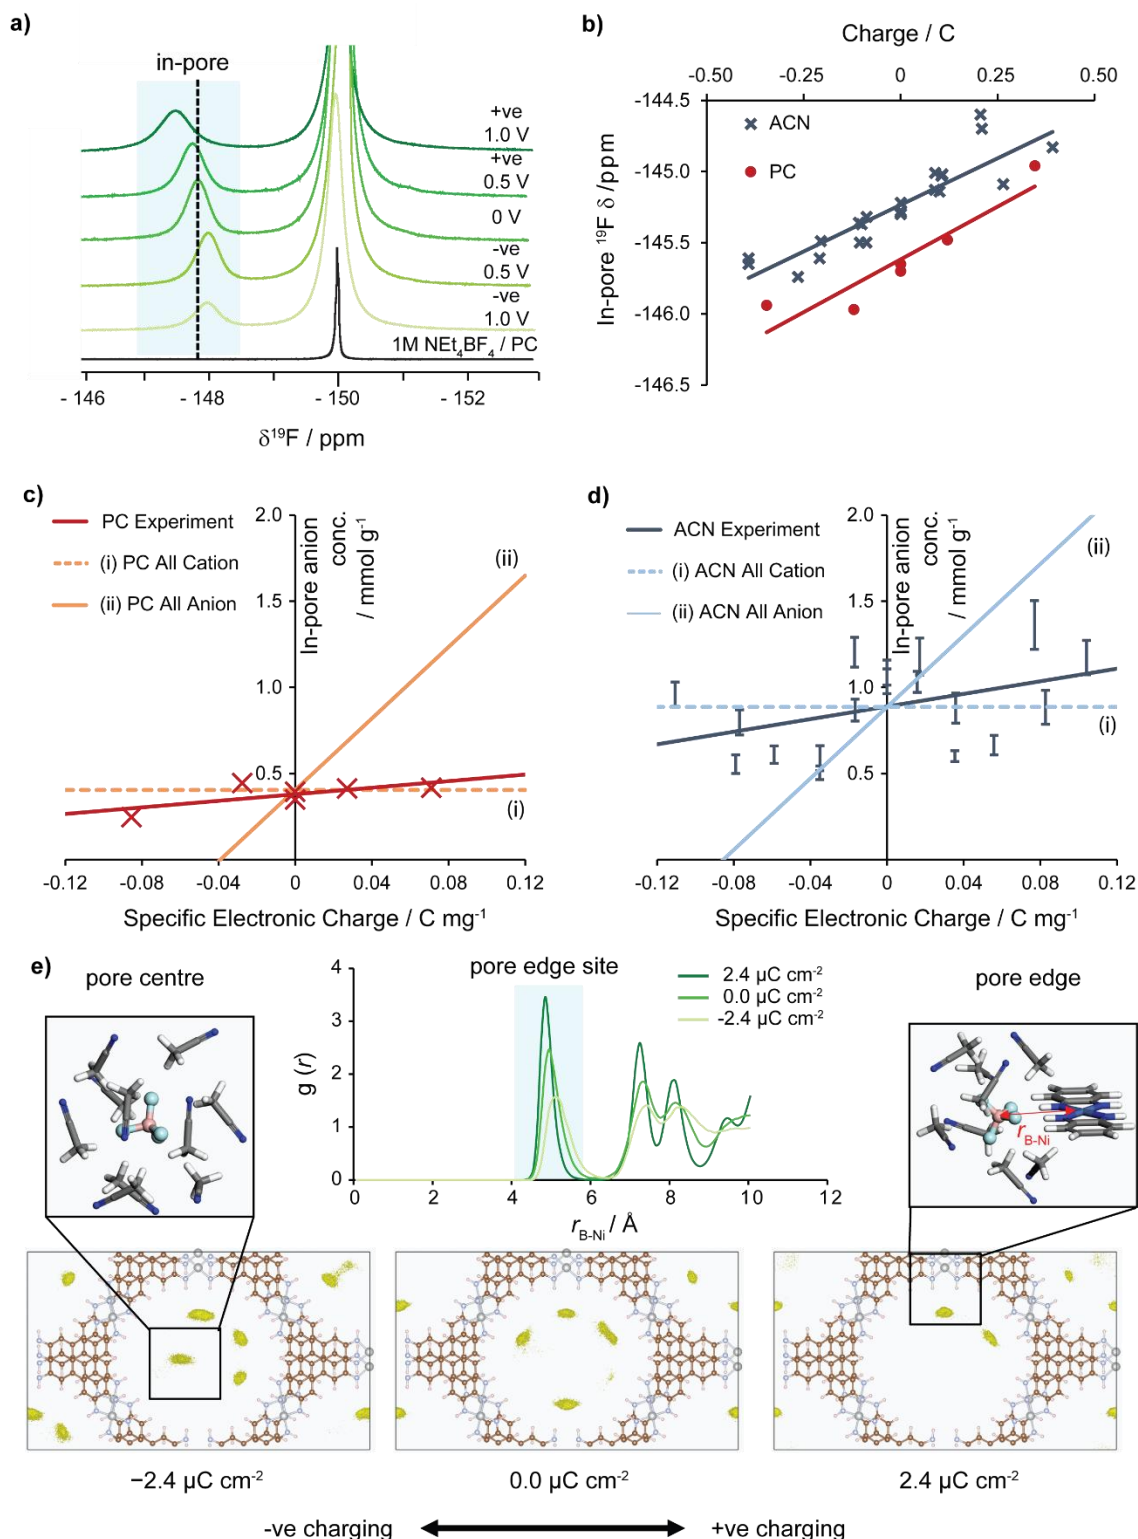 a)
in-pore
+ve
1.0 V
+ve
0.5 V
0 V
-ve
0.5 V
-ve
1.0 V
1M NEt₄BF₄ / PC
- 146
- 148
- 150
- 152
δ¹⁹F / ppm
b)
Charge / C
-0.50
-0.25
0
0.25
0.50
-144.5
-145.0
-145.5
-146.0
-146.5
In-pore ¹⁹F δ /ppm
ACN
PC
c)
PC Experiment
(i) PC All Cation
(ii) PC All Anion
In-pore anion
conc.
/ mmol g⁻¹
2.0
1.5
1.0
0.5
(ii)
(i)
-0.12
-0.08
-0.04
0
0.04
0.08
0.12
Specific Electronic Charge / C mg⁻¹
d)
ACN Experiment
(i) ACN All Cation
(ii) ACN All Anion
In-pore anion
conc.
/ mmol g⁻¹
2.0
1.5
1.0
0.5
(ii)
(i)
-0.12
-0.08
-0.04
0
0.04
0.08
0.12
Specific Electronic Charge / C mg⁻¹
e)
pore centre
pore edge site
2.4 µC cm⁻²
0.0 µC cm⁻²
-2.4 µC cm⁻²
g (r)
4
3
2
1
0
0
2
4
6
8
10
12
r_B-Ni / Å
pore edge
r_B-Ni
−2.4 µC cm⁻²
0.0 µC cm⁻²
2.4 µC cm⁻²
-ve charging
+ve charging